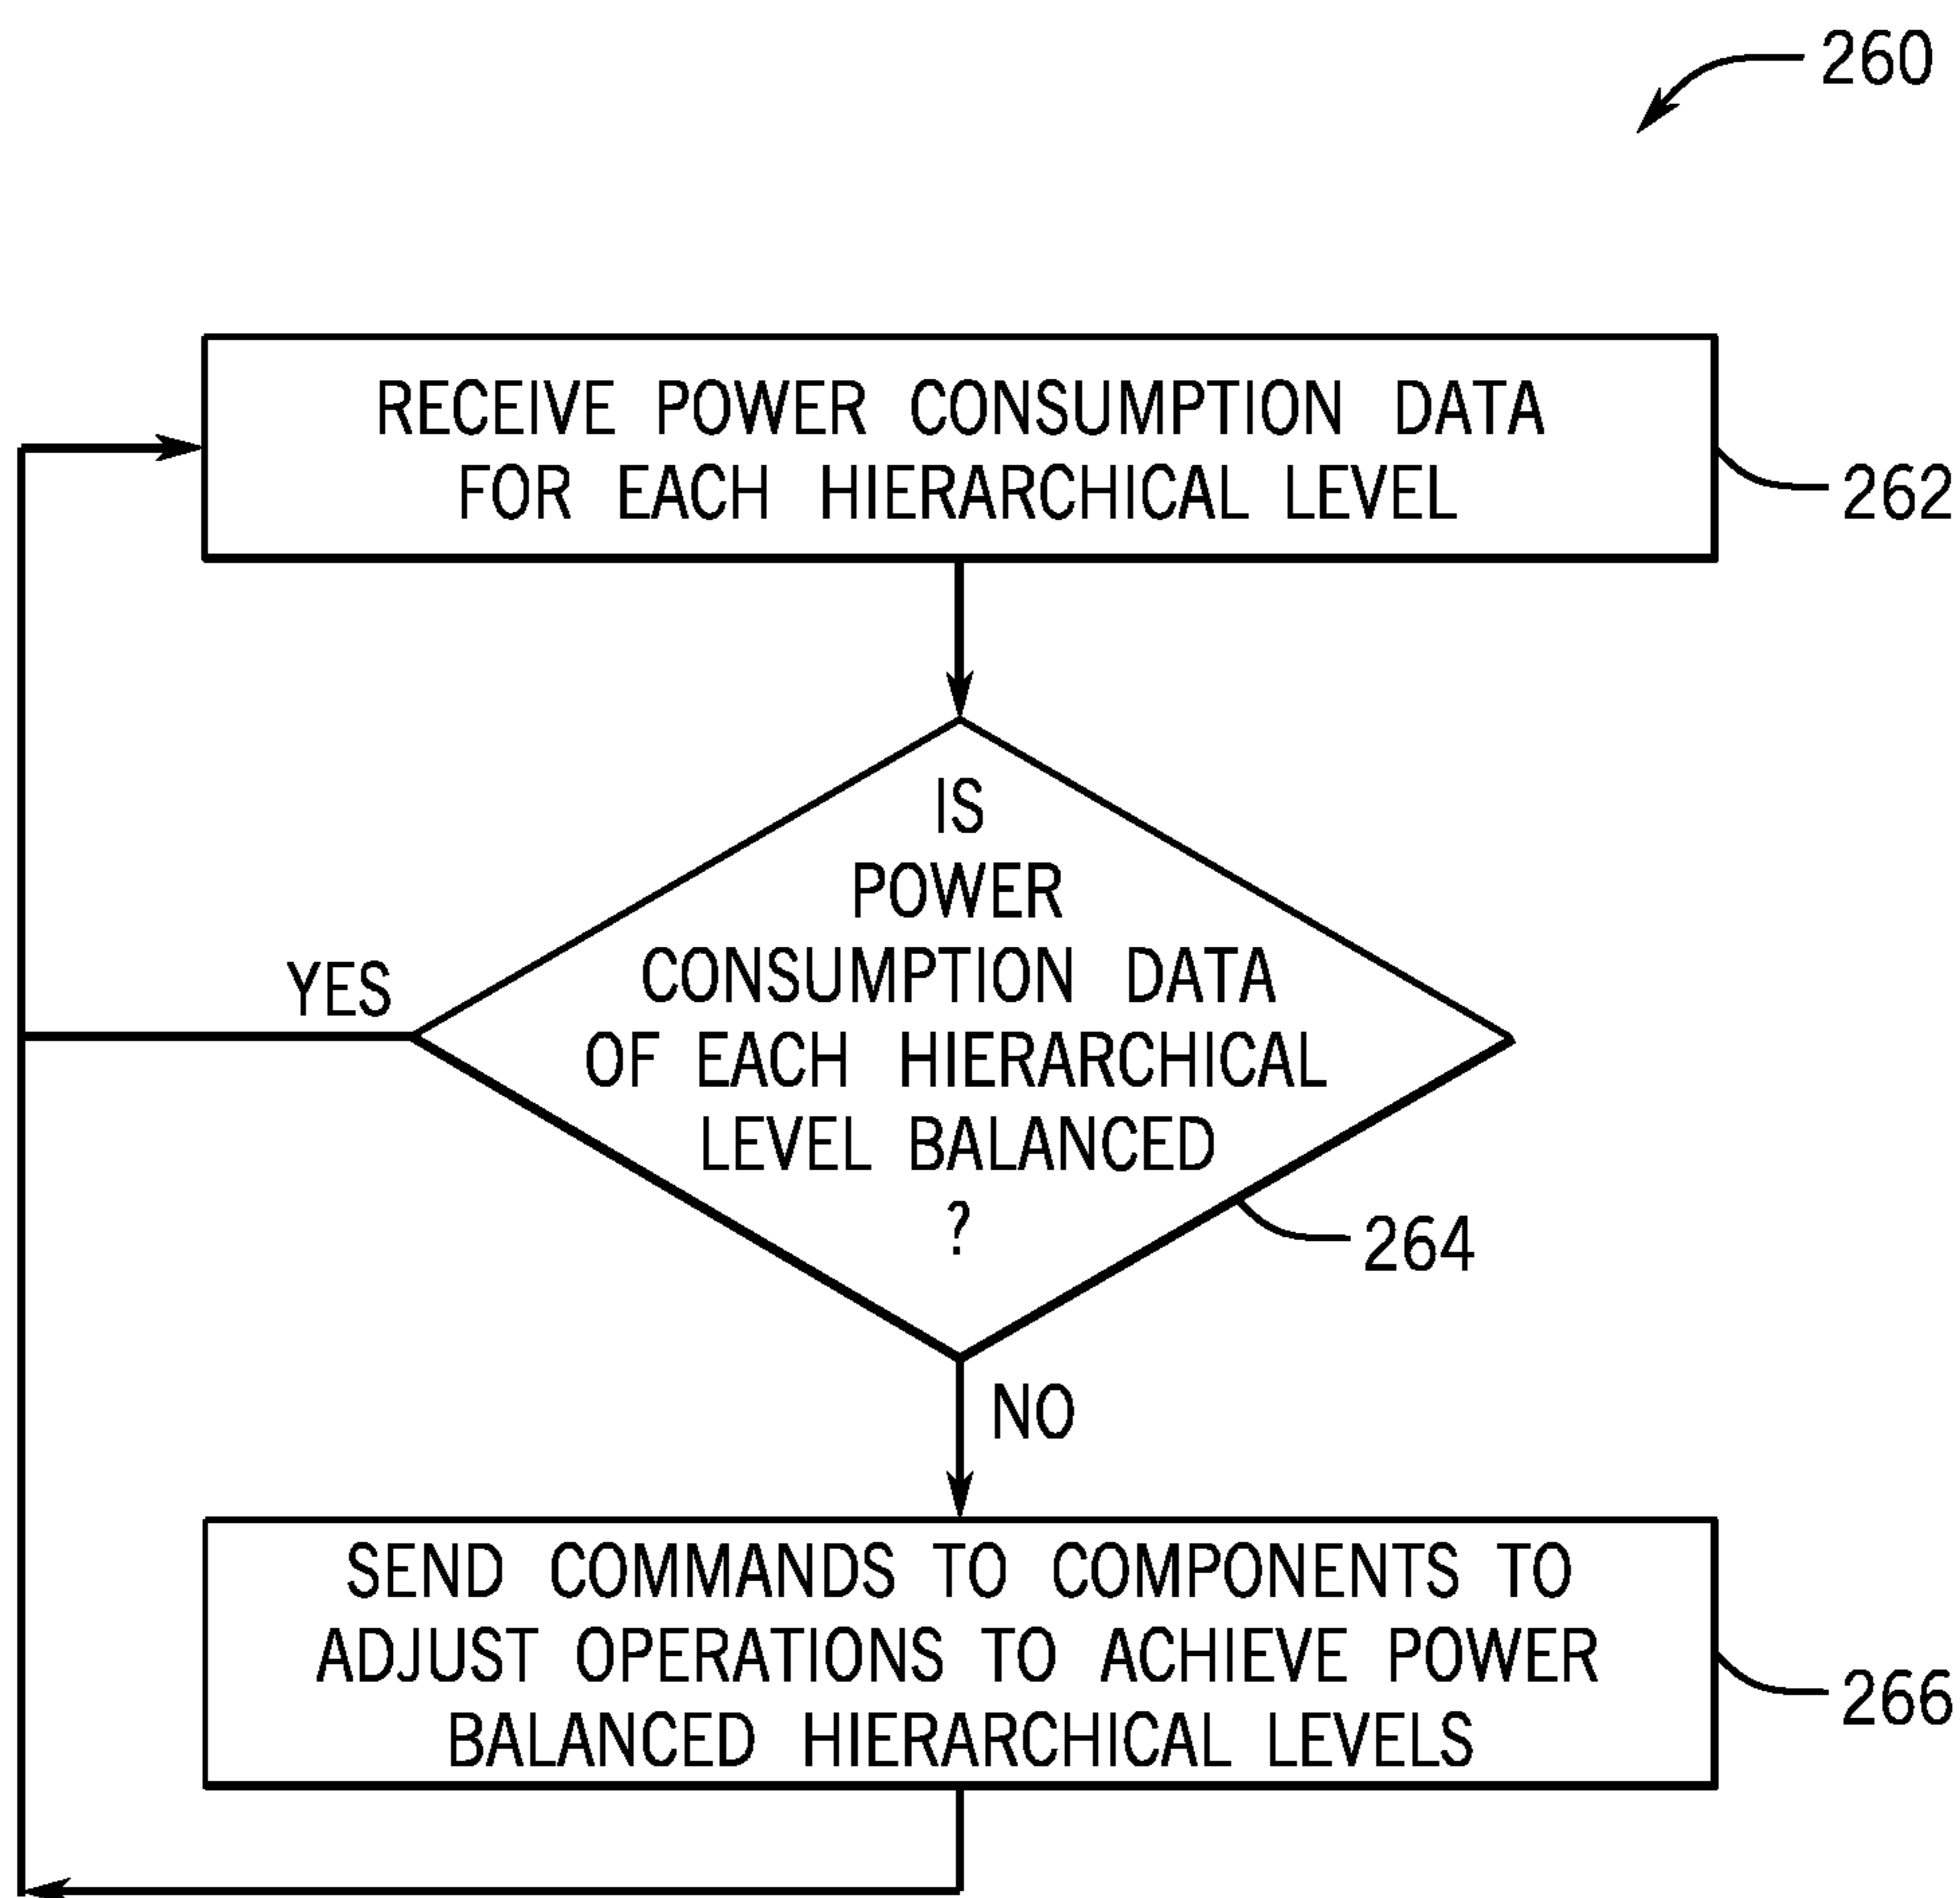 260
RECEIVE POWER CONSUMPTION DATA
FOR EACH HIERARCHICAL LEVEL
262
IS
POWER
CONSUMPTION DATA
OF EACH HIERARCHICAL
LEVEL BALANCED
?
YES
264
NO
SEND COMMANDS TO COMPONENTS TO
ADJUST OPERATIONS TO ACHIEVE POWER
BALANCED HIERARCHICAL LEVELS
266